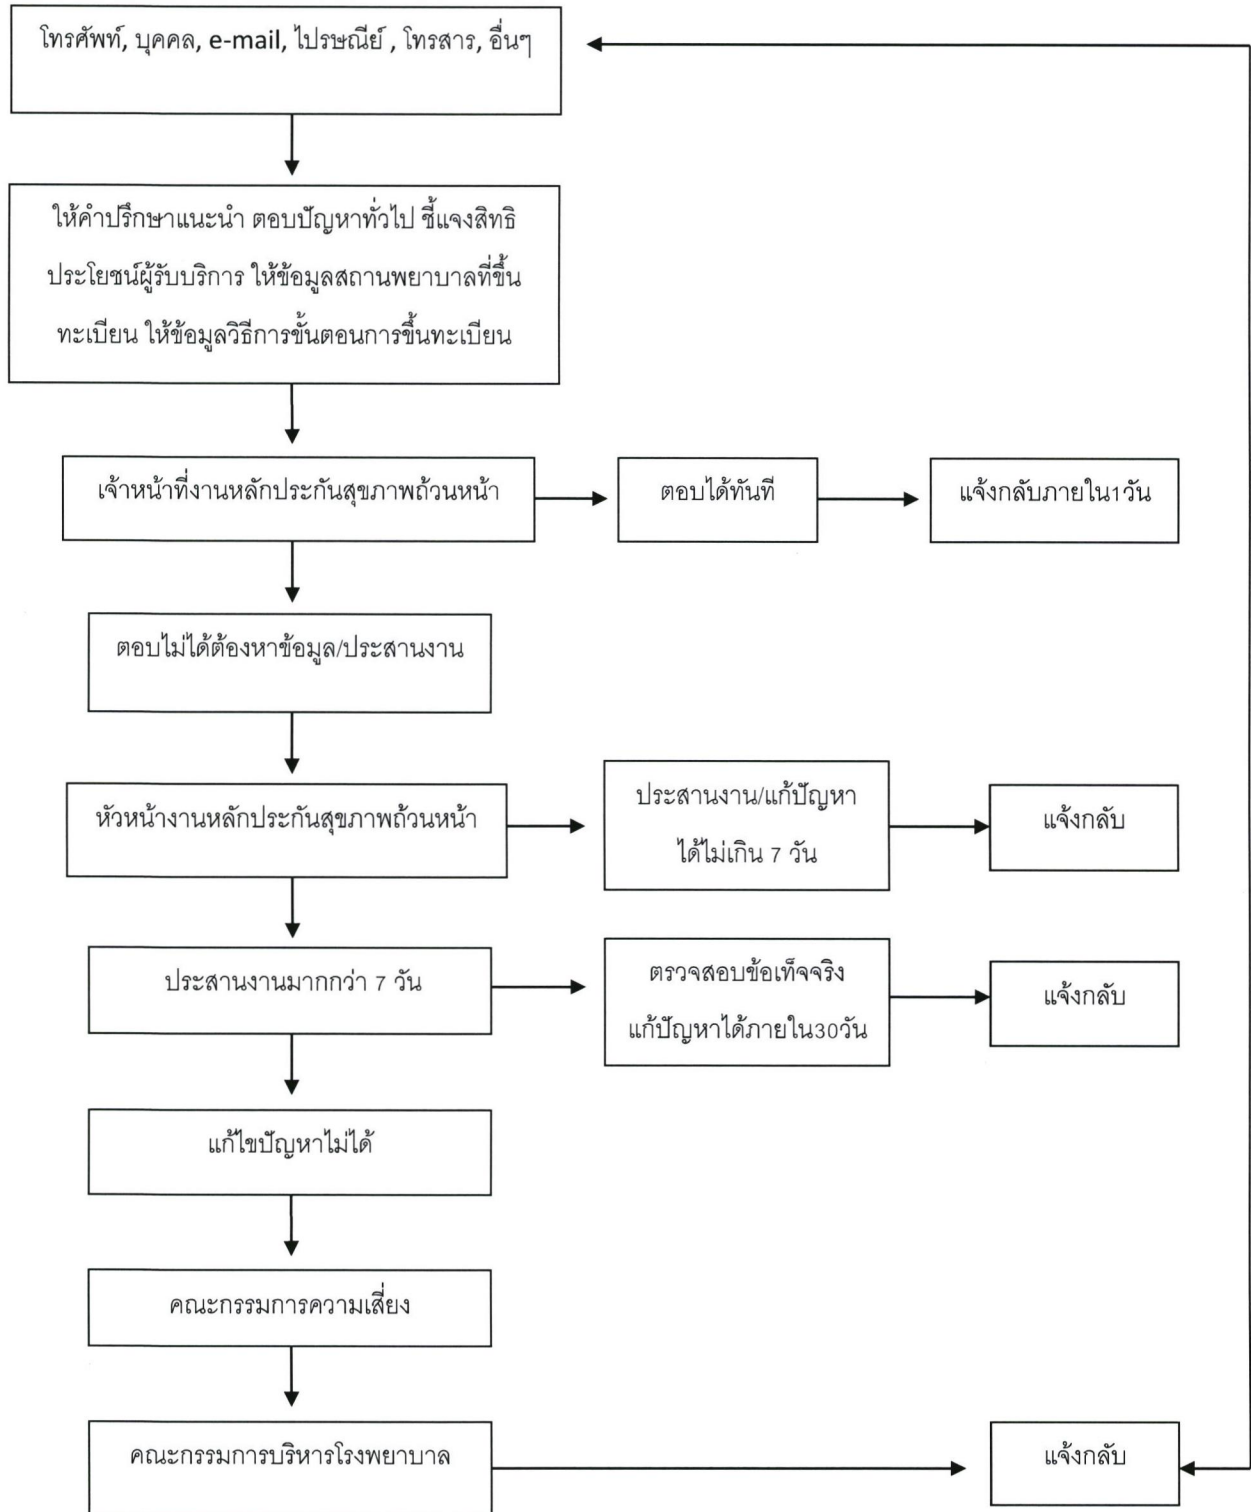 โทรศัพท์, บุคคล, e-mail, ไปรษณีย์ , โทรสาร, อื่นๆ
ให้คำปรึกษาแนะนำ ตอบปัญหาทั่วไป ชี้แจงสิทธิ
ประโยชน์ผู้รับบริการ ให้ข้อมูลสถานพยาบาลที่ขึ้น
ทะเบียน ให้ข้อมูลวิธีการขั้นตอนการขึ้นทะเบียน
เจ้าหน้าที่งานหลักประกันสุขภาพถ้วนหน้า
ตอบได้ทันที
แจ้งกลับภายใน1วัน
ตอบไม่ได้ต้องหาข้อมูล/ประสานงาน
หัวหน้างานหลักประกันสุขภาพถ้วนหน้า
ประสานงาน/แก้ปัญหา
ได้ไม่เกิน 7 วัน
แจ้งกลับ
ประสานงานมากกว่า 7 วัน
ตรวจสอบข้อเท็จจริง
แก้ปัญหาได้ภายใน30วัน
แจ้งกลับ
แก้ไขปัญหาไม่ได้
คณะกรรมการความเสี่ยง
คณะกรรมการบริหารโรงพยาบาล
แจ้งกลับ